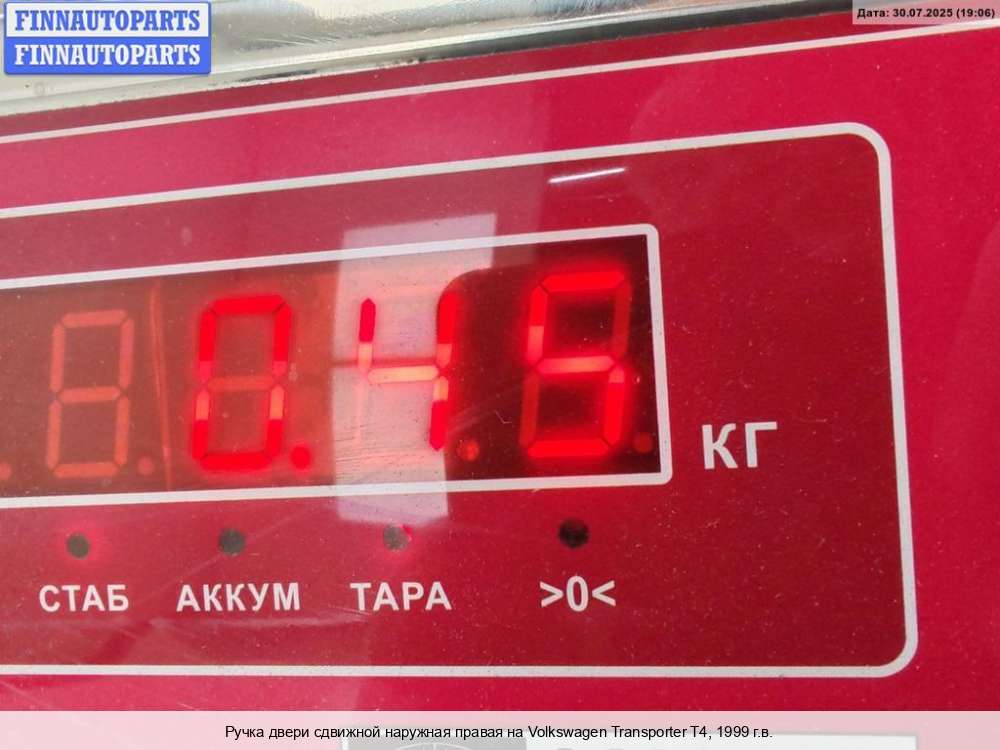 FINNAUTOPARTS
FINNAUTOPARTS
Дата: 30.07.2025 (19:06)
0.45
КГ
СТАБ АККУМ ТАРА >0<
Ручка двери сдвижной наружная правая на Volkswagen Transporter T4, 1999 г.в.